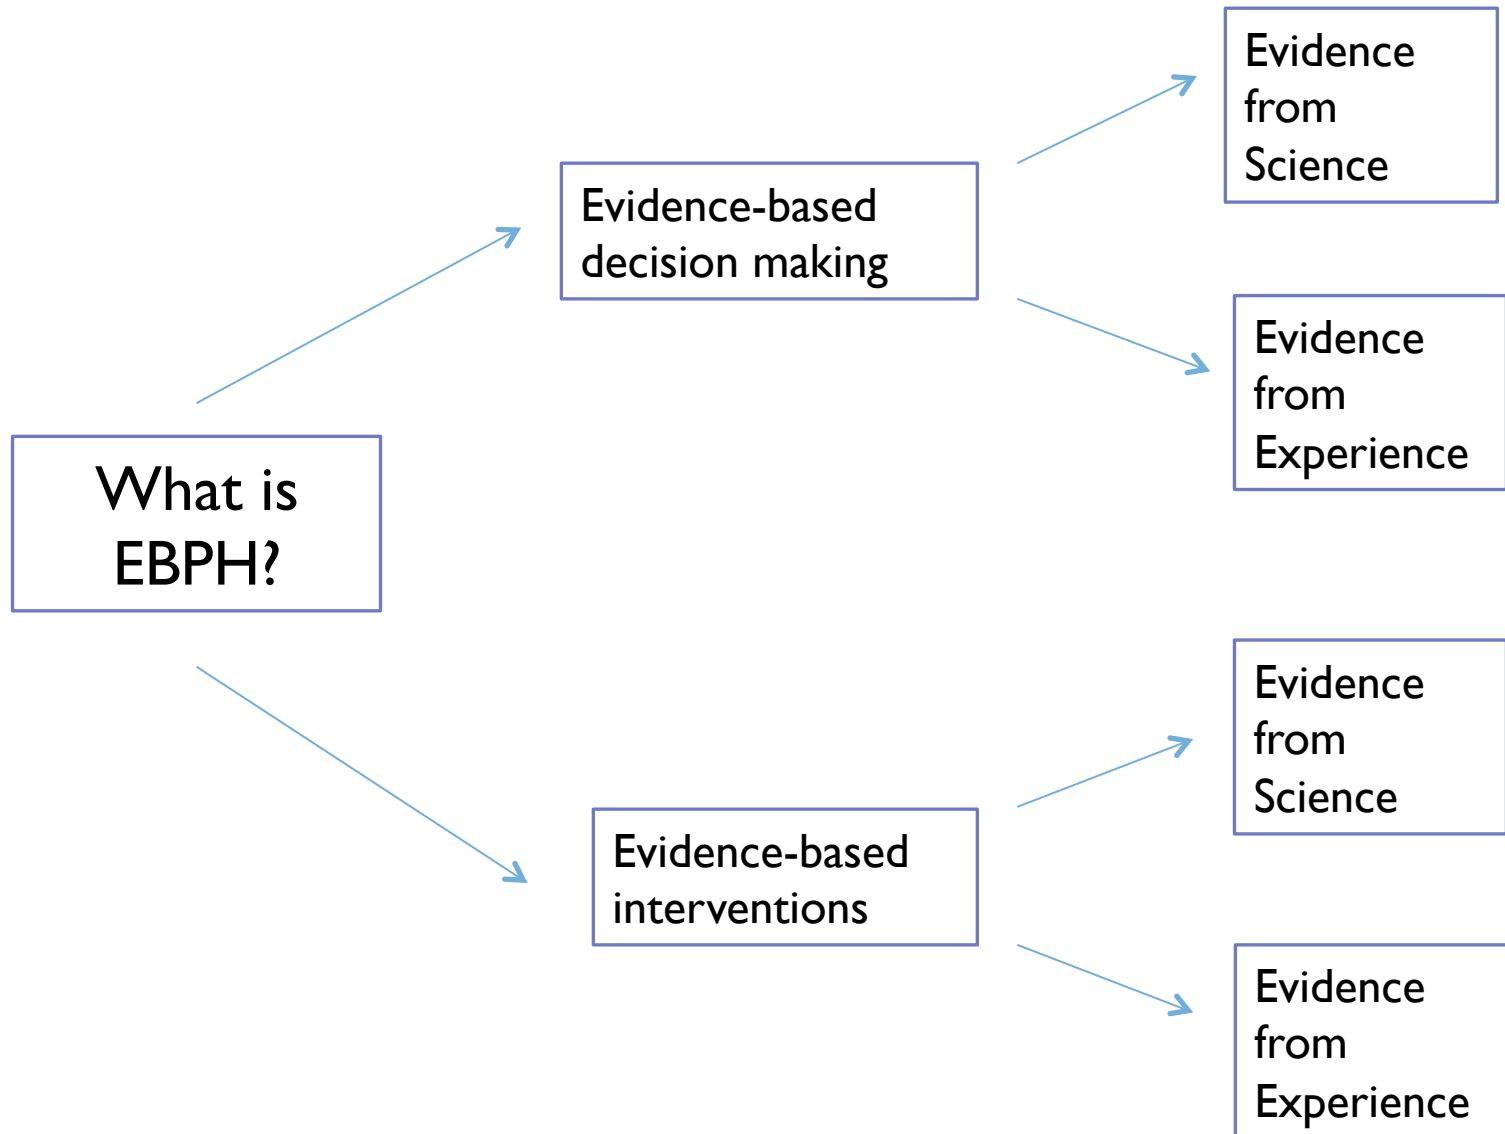 What is
EBPH?
Evidence-based
decision making
Evidence
from
Science
Evidence
from
Experience
Evidence-based
interventions
Evidence
from
Science
Evidence
from
Experience